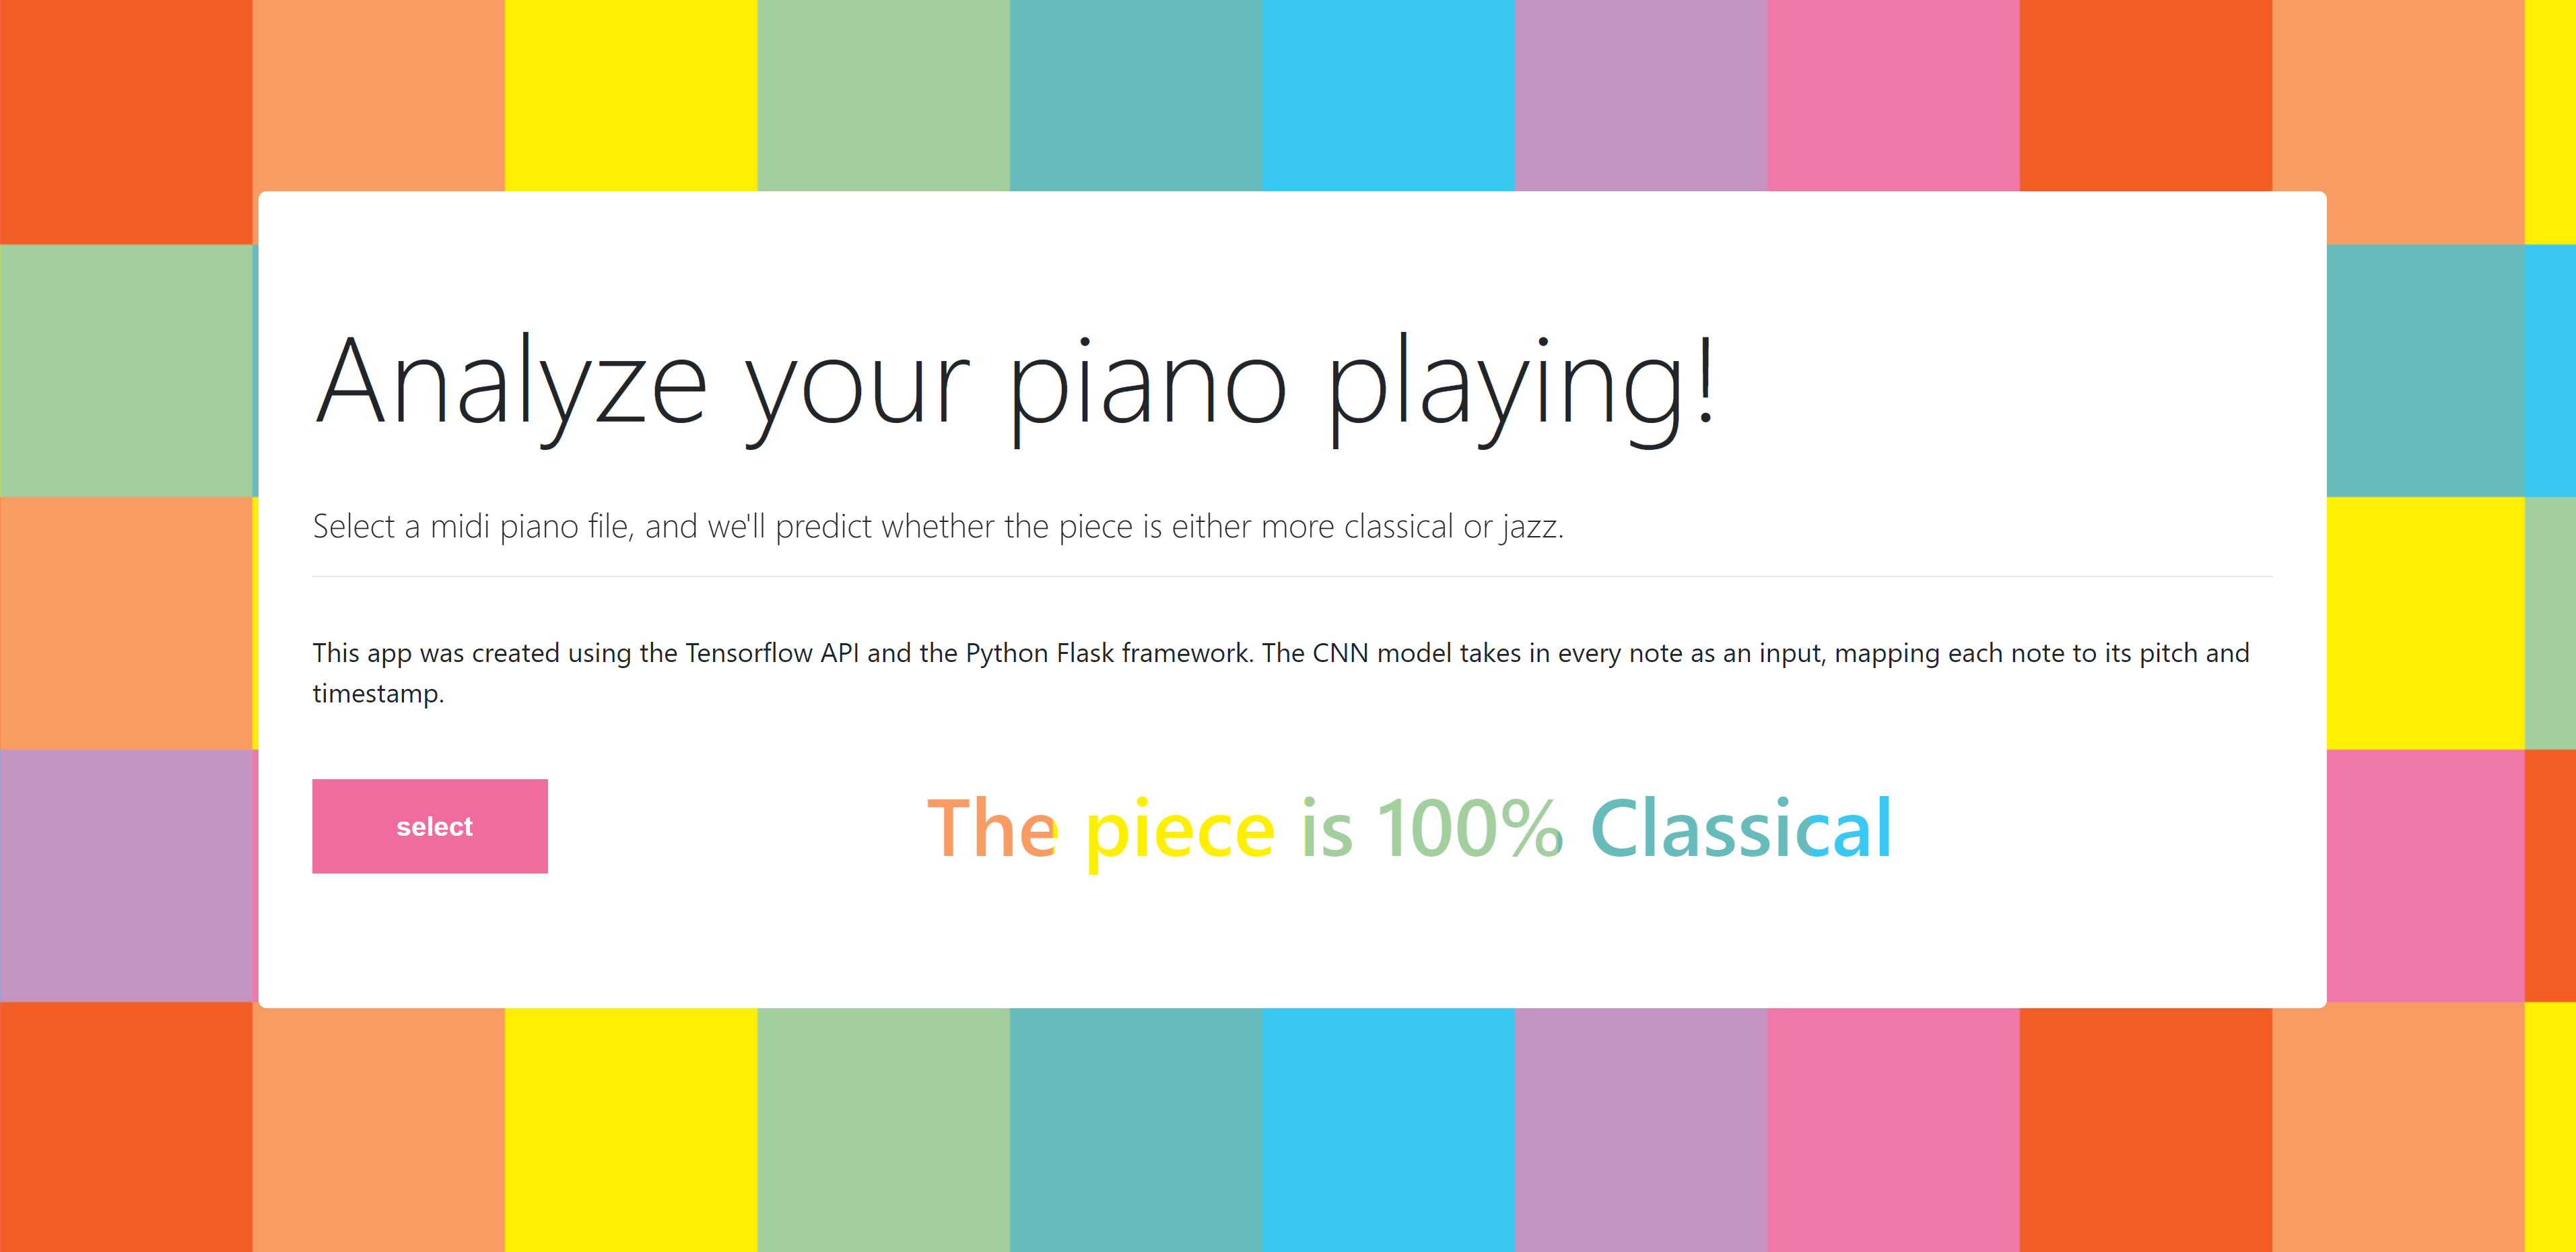 Analyze your piano playing!
Select a midi piano file, and we'll predict whether the piece is either more classical or jazz.
This app was created using the Tensorflow API and the Python Flask framework. The CNN model takes in every note as an input, mapping each note to its pitch and
timestamp.
select
The piece is 100% Classical